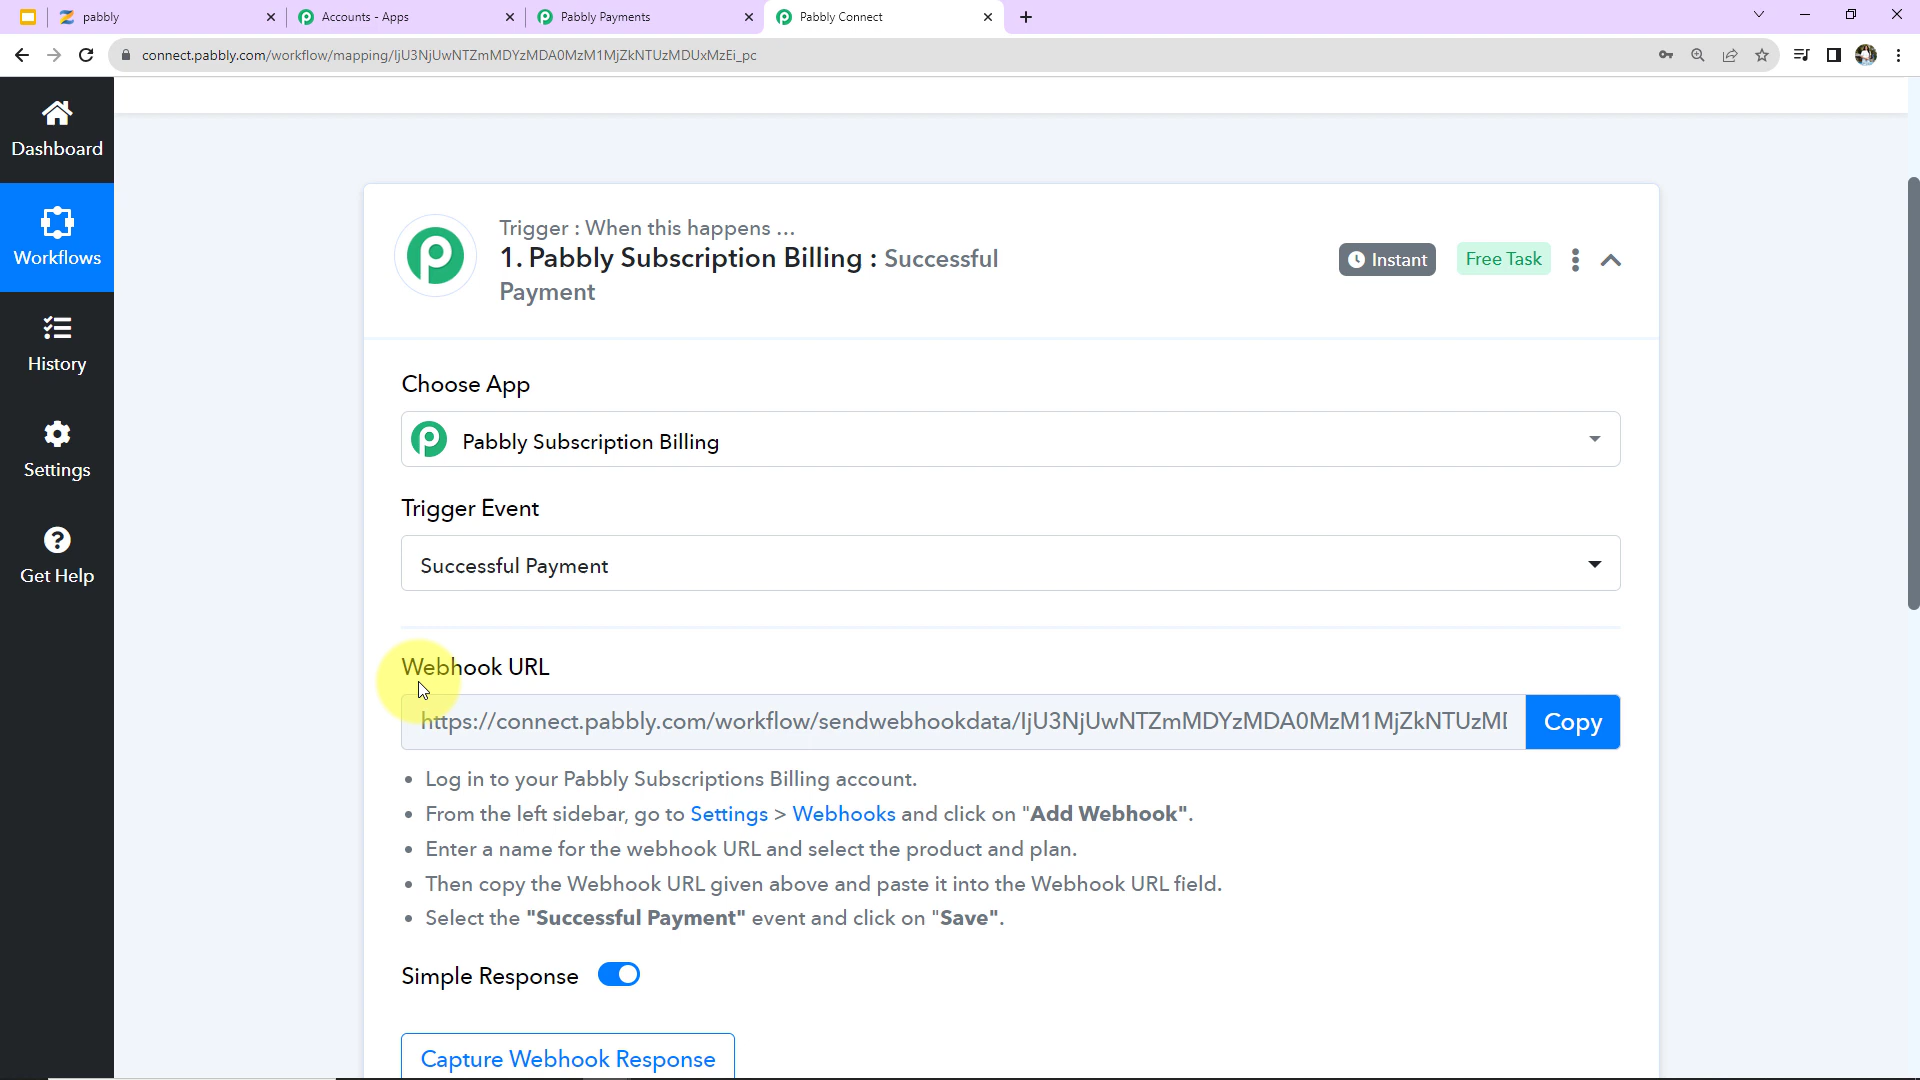 pabbly
Accounts - Apps
Pabbly Payments
Pabbly Connect
connect.pabbly.com/workflow/mapping/IjU3NjUwNTZmMDYzMDA0MzM1MjZkNTUzMDUxMzEi_pc
Dashboard
Workflows
History
Settings
Get Help
Trigger : When this happens ...
1. Pabbly Subscription Billing : Successful
Payment
Instant
Free Task
Choose App
Pabbly Subscription Billing
Trigger Event
Successful Payment
Webhook URL
https://connect.pabbly.com/workflow/sendwebhookdata/IjU3NjUwNTZmMDYzMDA0MzM1MjZkNTUzM
Copy
• Log in to your Pabbly Subscriptions Billing account.
• From the left sidebar, go to Settings > Webhooks and click on "Add Webhook".
• Enter a name for the webhook URL and select the product and plan.
• Then copy the Webhook URL given above and paste it into the Webhook URL field.
• Select the "Successful Payment" event and click on "Save".
Simple Response
Capture Webhook Response